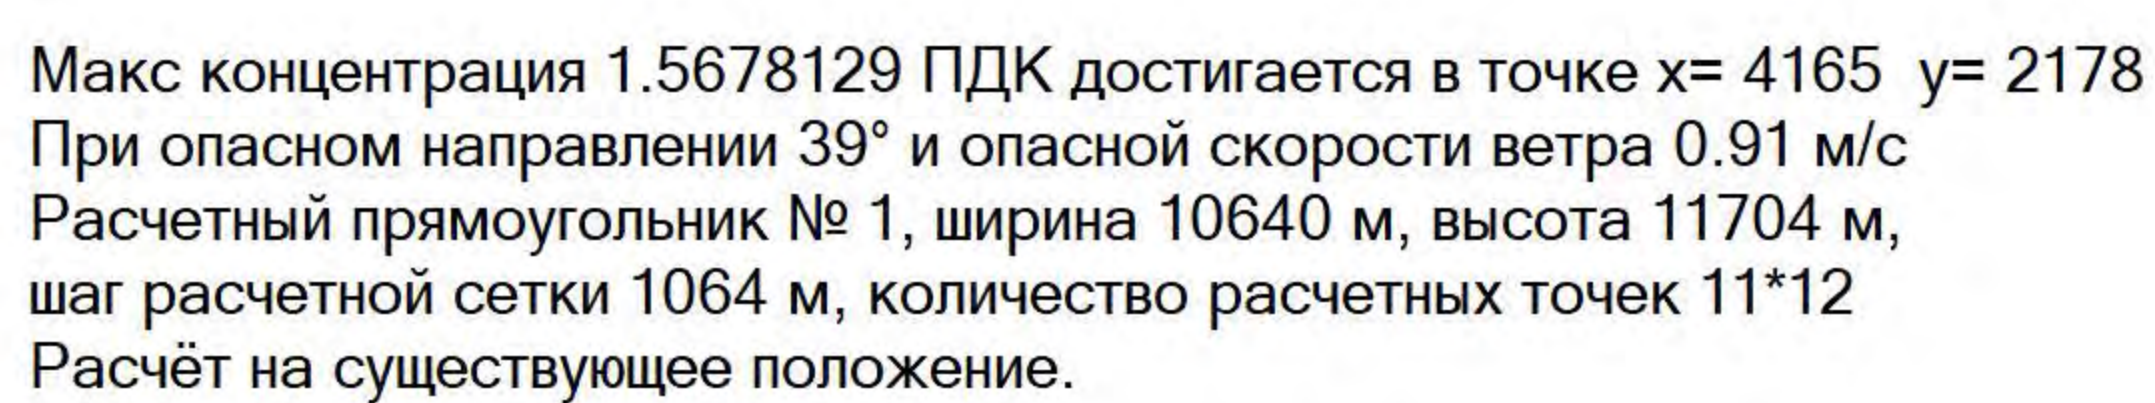 Макс концентрация 1.5678129 ПДК достигается в точке x= 4165 y= 2178
При опасном направлении 39° и опасной скорости ветра 0.91 м/с
Расчетный прямоугольник № 1, ширина 10640 м, высота 11704 м,
шаг расчетной сетки 1064 м, количество расчетных точек 11*12
Расчёт на существующее положение.